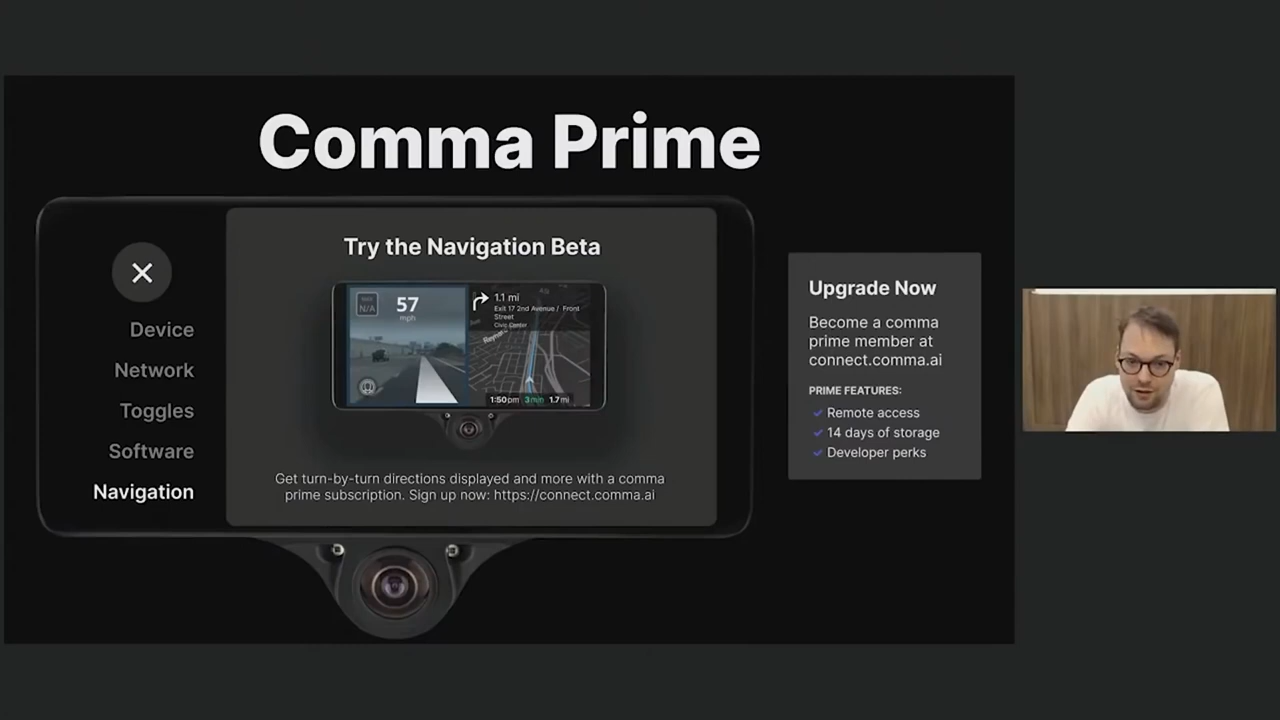 Comma Prime
Device
Network
Toggles
Software
Navigation
Try the Navigation Beta
N/A
57
mph
1.1 mi
Exit 17 2nd Avenue / Front
Street
Civic Center
1:50pm 3min 1.7mi
Get turn-by-turn directions displayed and more with a comma
prime subscription. Sign up now: https://connect.comma.ai
Upgrade Now
Become a comma
prime member at
connect.comma.ai
PRIME FEATURES:
Remote access
14 days of storage
Developer perks